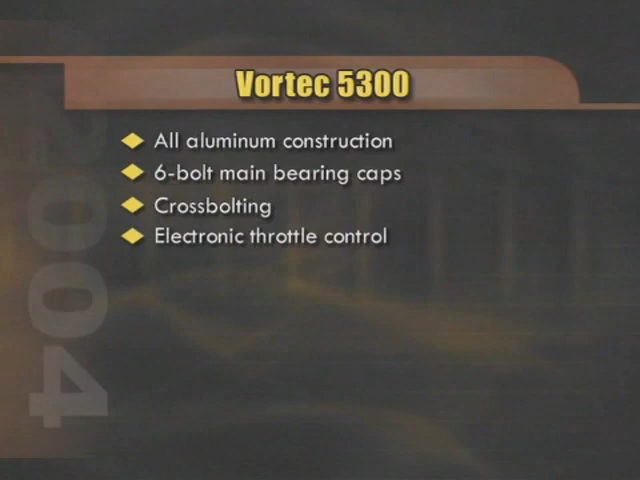 Vortec 5300
All aluminum construction
6-bolt main bearing caps
Crossbolting
Electronic throttle control
2004